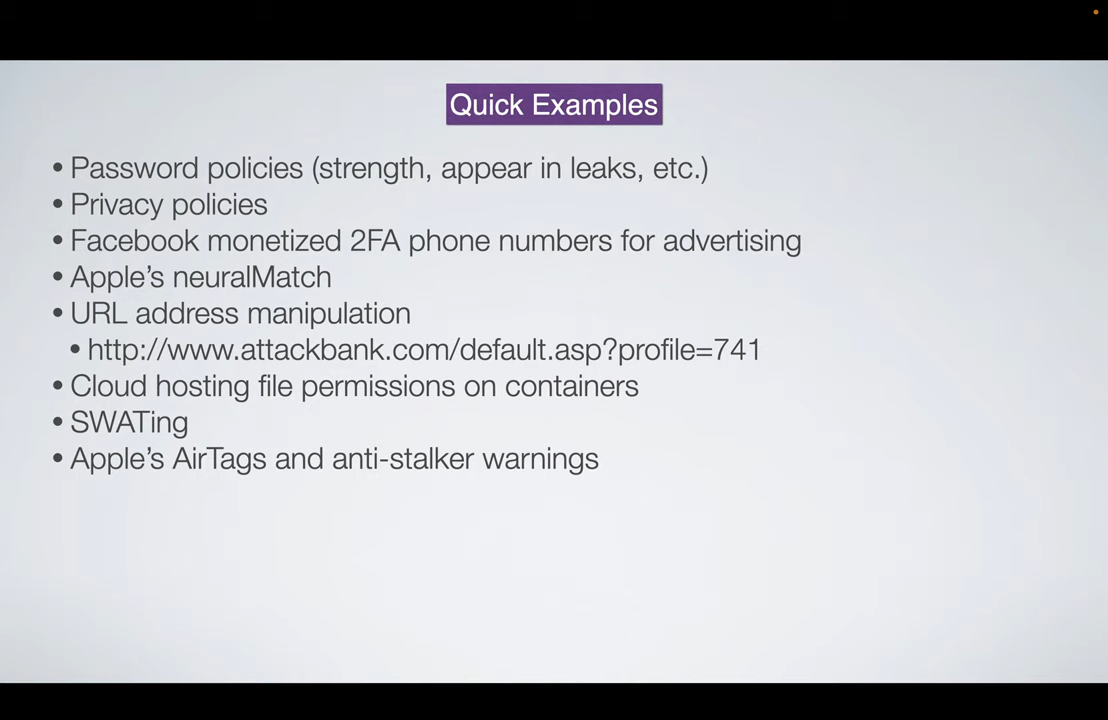 Quick Examples
• Password policies (strength, appear in leaks, etc.)
• Privacy policies
• Facebook monetized 2FA phone numbers for advertising
• Apple’s neuralMatch
• URL address manipulation
• http://www.attackbank.com/default.asp?profile=741
• Cloud hosting file permissions on containers
• SWATing
• Apple’s AirTags and anti-stalker warnings